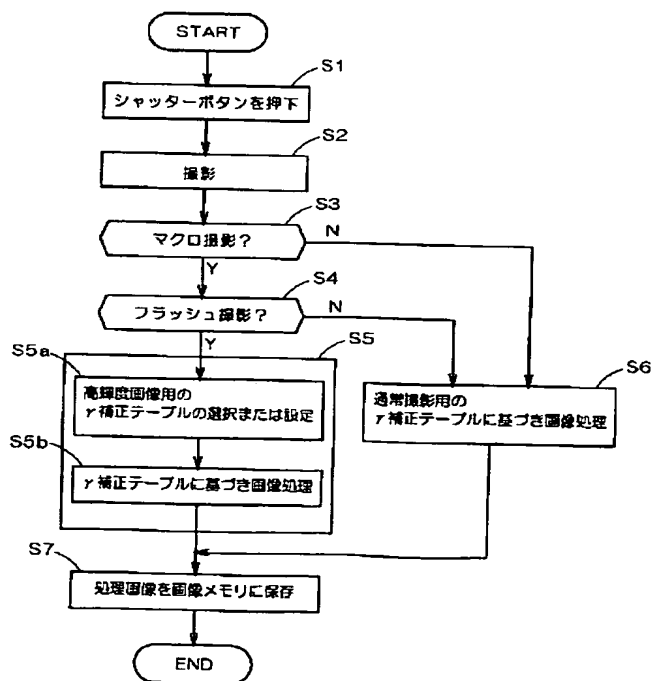 START
S1
シャッターボタンを押下
S2
撮影
S3
マクロ撮影?
N
Y
S4
フラッシュ撮影?
N
Y
S5
S5a
高輝度画像用の
γ補正テーブルの選択または設定
S6
通常撮影用の
γ補正テーブルに基づき画像処理
S5b
γ補正テーブルに基づき画像処理
S7
処理画像を画像メモリに保存
END